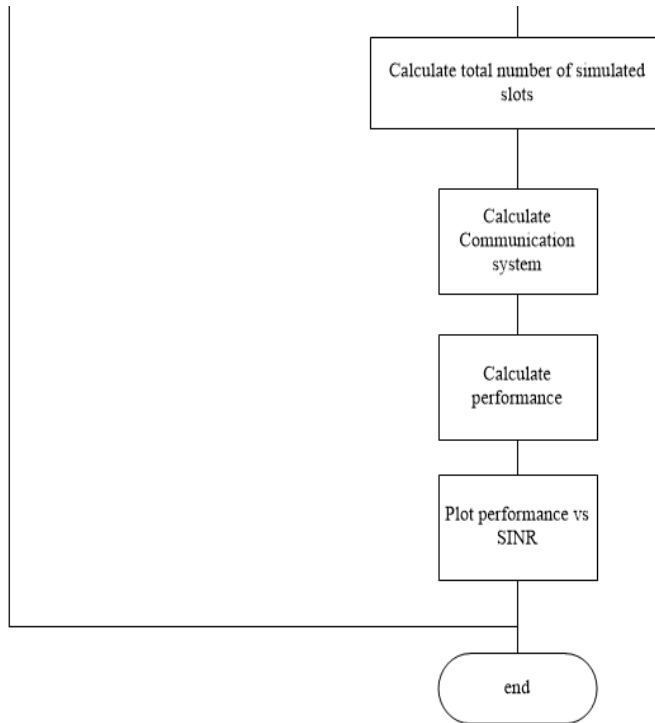 Calculate total number of simulated
slots
Calculate
Communication
system
Calculate
performance
Plot performance vs
SINR
end